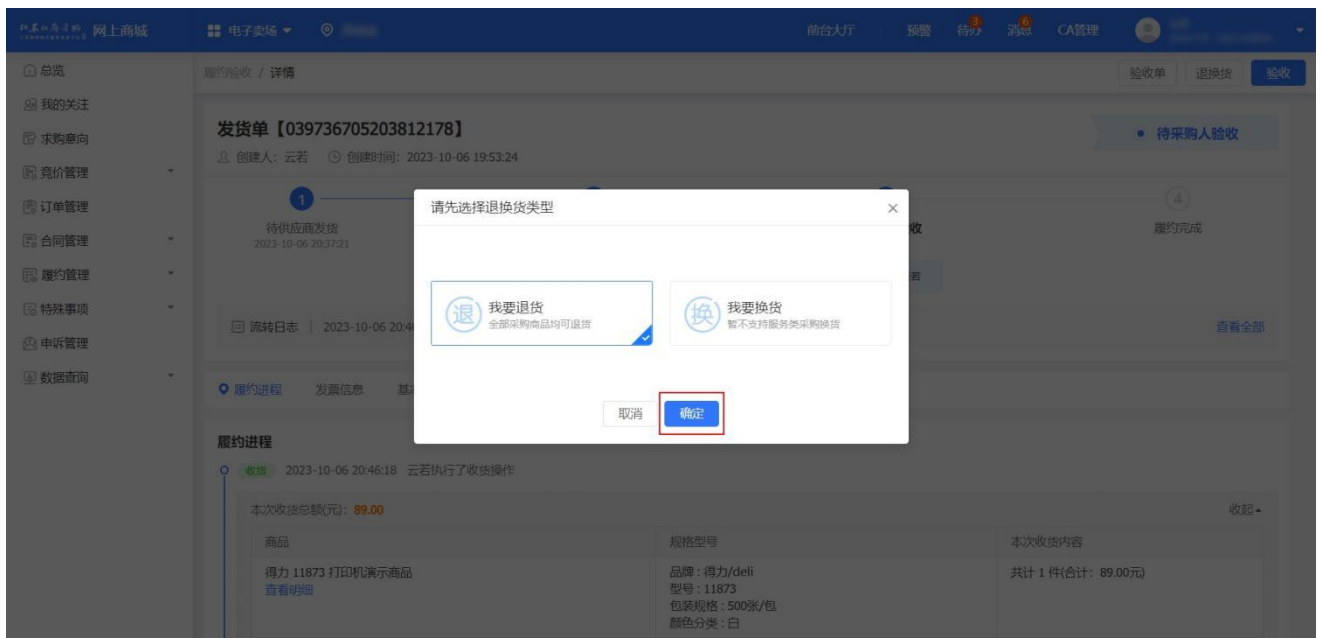 网上商城
电子卖场
前台大厅
预警
待办 3
消息 6
CA管理
总览
我的关注
求购意向
竞价管理
订单管理
合同管理
履约管理
特殊事项
申诉管理
数据查询
履约验收 / 详情
验收单
退换货
验收
发货单【039736705203812178】
待采购人验收
创建人：云若 创建时间：2023-10-06 19:53:24
1
待供应商发货
2023-10-06 20:37:21
收
若
4
履约完成
流转日志 2023-10-06 20:4
查看全部
请先选择退换货类型
退
我要退货
全部采购商品均可退货
换
我要换货
暂不支持服务类采购换货
取消
确定
履约进程
发票信息
基
履约进程
收货 2023-10-06 20:46:18 云若执行了收货操作
本次收货总额(元)：89.00
收起
商品
规格型号
本次收货内容
得力 11873 打印机演示商品
查看明细
品牌：得力/deli
型号：11873
包装规格：500张/包
颜色分类：白
共计 1 件(合计：89.00元)